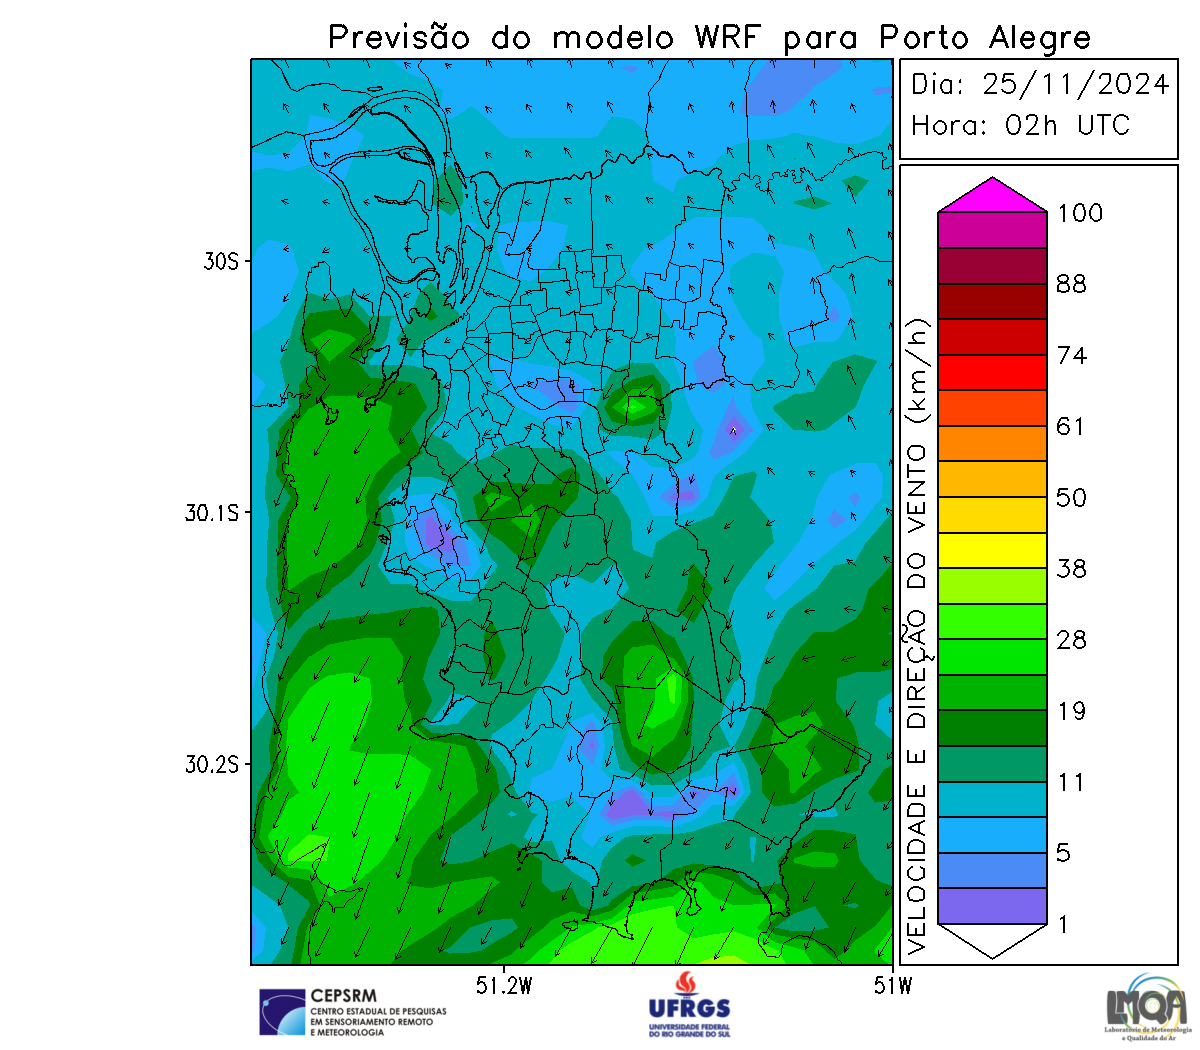 Previsão do modelo WRF para Porto Alegre
Dia: 25/11/2024
Hora: 02h UTC
30S
30.1S
30.2S
51.2W
51W
VELOCIDADE E DIREÇÃO DO VENTO (km/h)
100
88
74
61
50
38
28
19
11
5
1
CEPSRM
CENTRO ESTADUAL DE PESQUISAS
EM SENSORIAMENTO REMOTO
E METEOROLOGIA
UFRGS
UNIVERSIDADE FEDERAL
DO RIO GRANDE DO SUL
LMQA
Laboratório de Meteorologia
e Qualidade do Ar